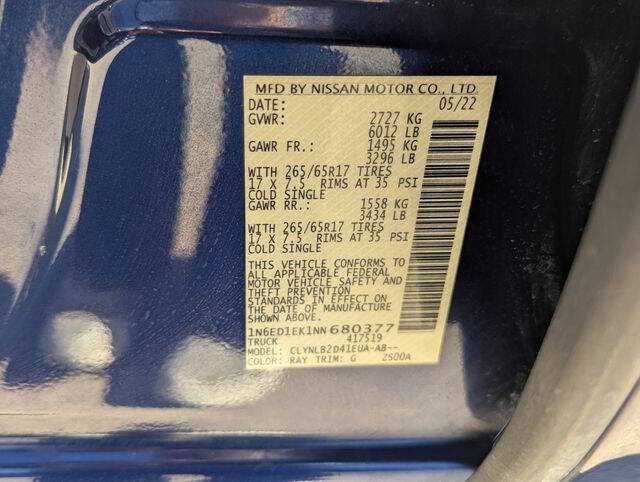 MFD BY NISSAN MOTOR CO., LTD.
DATE: 05/22
GVWR: 2727 KG
6012 LB
GAWR FR.: 1495 KG
3296 LB
WITH 265/65R17 TIRES
17 X 7.5 RIMS AT 35 PSI
COLD SINGLE
GAWR RR.: 1558 KG
3434 LB
WITH 265/65R17 TIRES
17 X 7.5 RIMS AT 35 PSI
COLD SINGLE
THIS VEHICLE CONFORMS TO
ALL APPLICABLE FEDERAL
MOTOR VEHICLE SAFETY AND
THEFT PREVENTION
STANDARDS IN EFFECT ON
THE DATE OF MANUFACTURE
SHOWN ABOVE.
1N6ED1EK1NN680377
TRUCK 417519
MODEL: CLYNLB2D41EUA-AB--
COLOR: RAY TRIM: G 2S00A